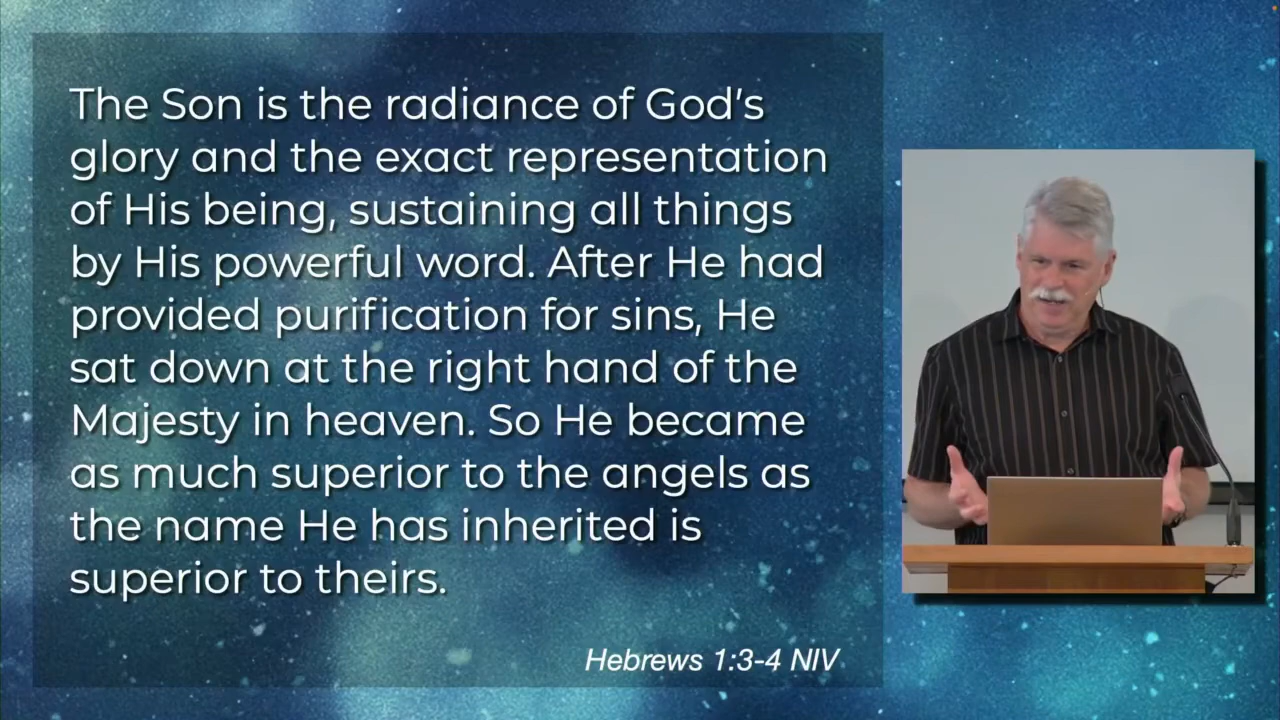 The Son is the radiance of God's
glory and the exact representation
of His being, sustaining all things
by His powerful word. After He had
provided purification for sins, He
sat down at the right hand of the
Majesty in heaven. So He became
as much superior to the angels as
the name He has inherited is
superior to theirs.
Hebrews 1:3-4 NIV